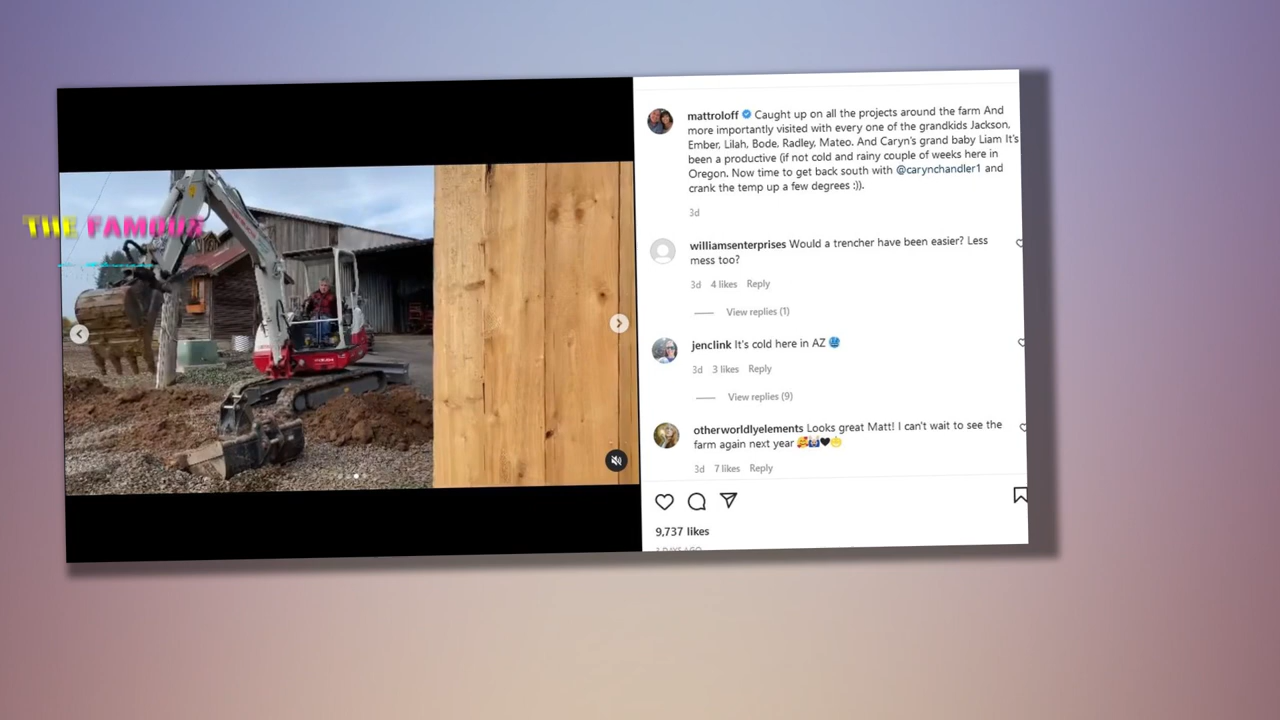 THE FAMOUS
mattroloff Caught up on all the projects around the farm And
more importantly visited with every one of the grandkids Jackson,
Ember, Lilah, Bode, Radley, Mateo. And Caryn's grand baby Liam It's
been a productive (if not cold and rainy couple of weeks here in
Oregon. Now time to get back south with @carynchandler1 and
crank the temp up a few degrees :)).
3d
williamsenterprises Would a trencher have been easier? Less
mess too?
3d 4 likes Reply
View replies (1)
jenclink It's cold here in AZ 🥶
3d 3 likes Reply
View replies (9)
otherworldlyelements Looks great Matt! I can't wait to see the
farm again next year
3d 7 likes Reply
9,737 likes
3 DAYS AGO